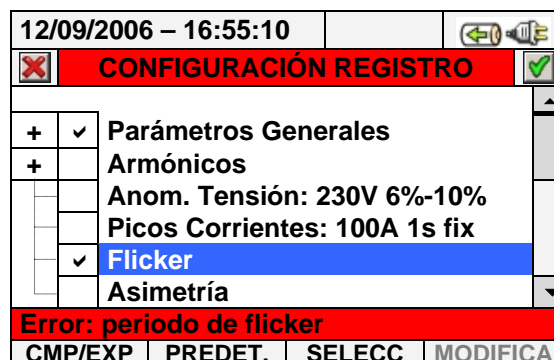 12/09/2006 – 16:55:10
CONFIGURACIÓN REGISTRO
+ Parámetros Generales
+ Armónicos
Anom. Tensión: 230V 6%-10%
Picos Corrientes: 100A 1s fix
Flicker
Asimetría
Error: periodo de flicker
CMP/EXP PREDET. SELECC MODIFICA